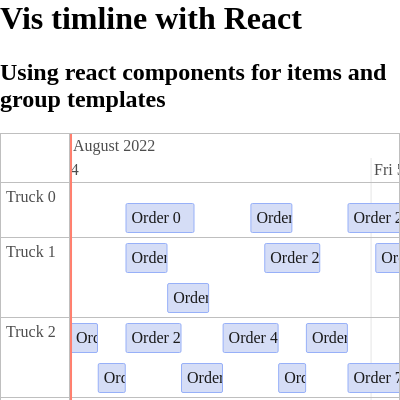 Vis timline with React
Using react components for items and
group templates
August 2022
4 Fri
Truck 0
Order 0 Order Order 2
Truck 1
Order Order 2 Or
Order
Truck 2
Ord Order 2 Order 4 Order
Ord Order Ord Order 7